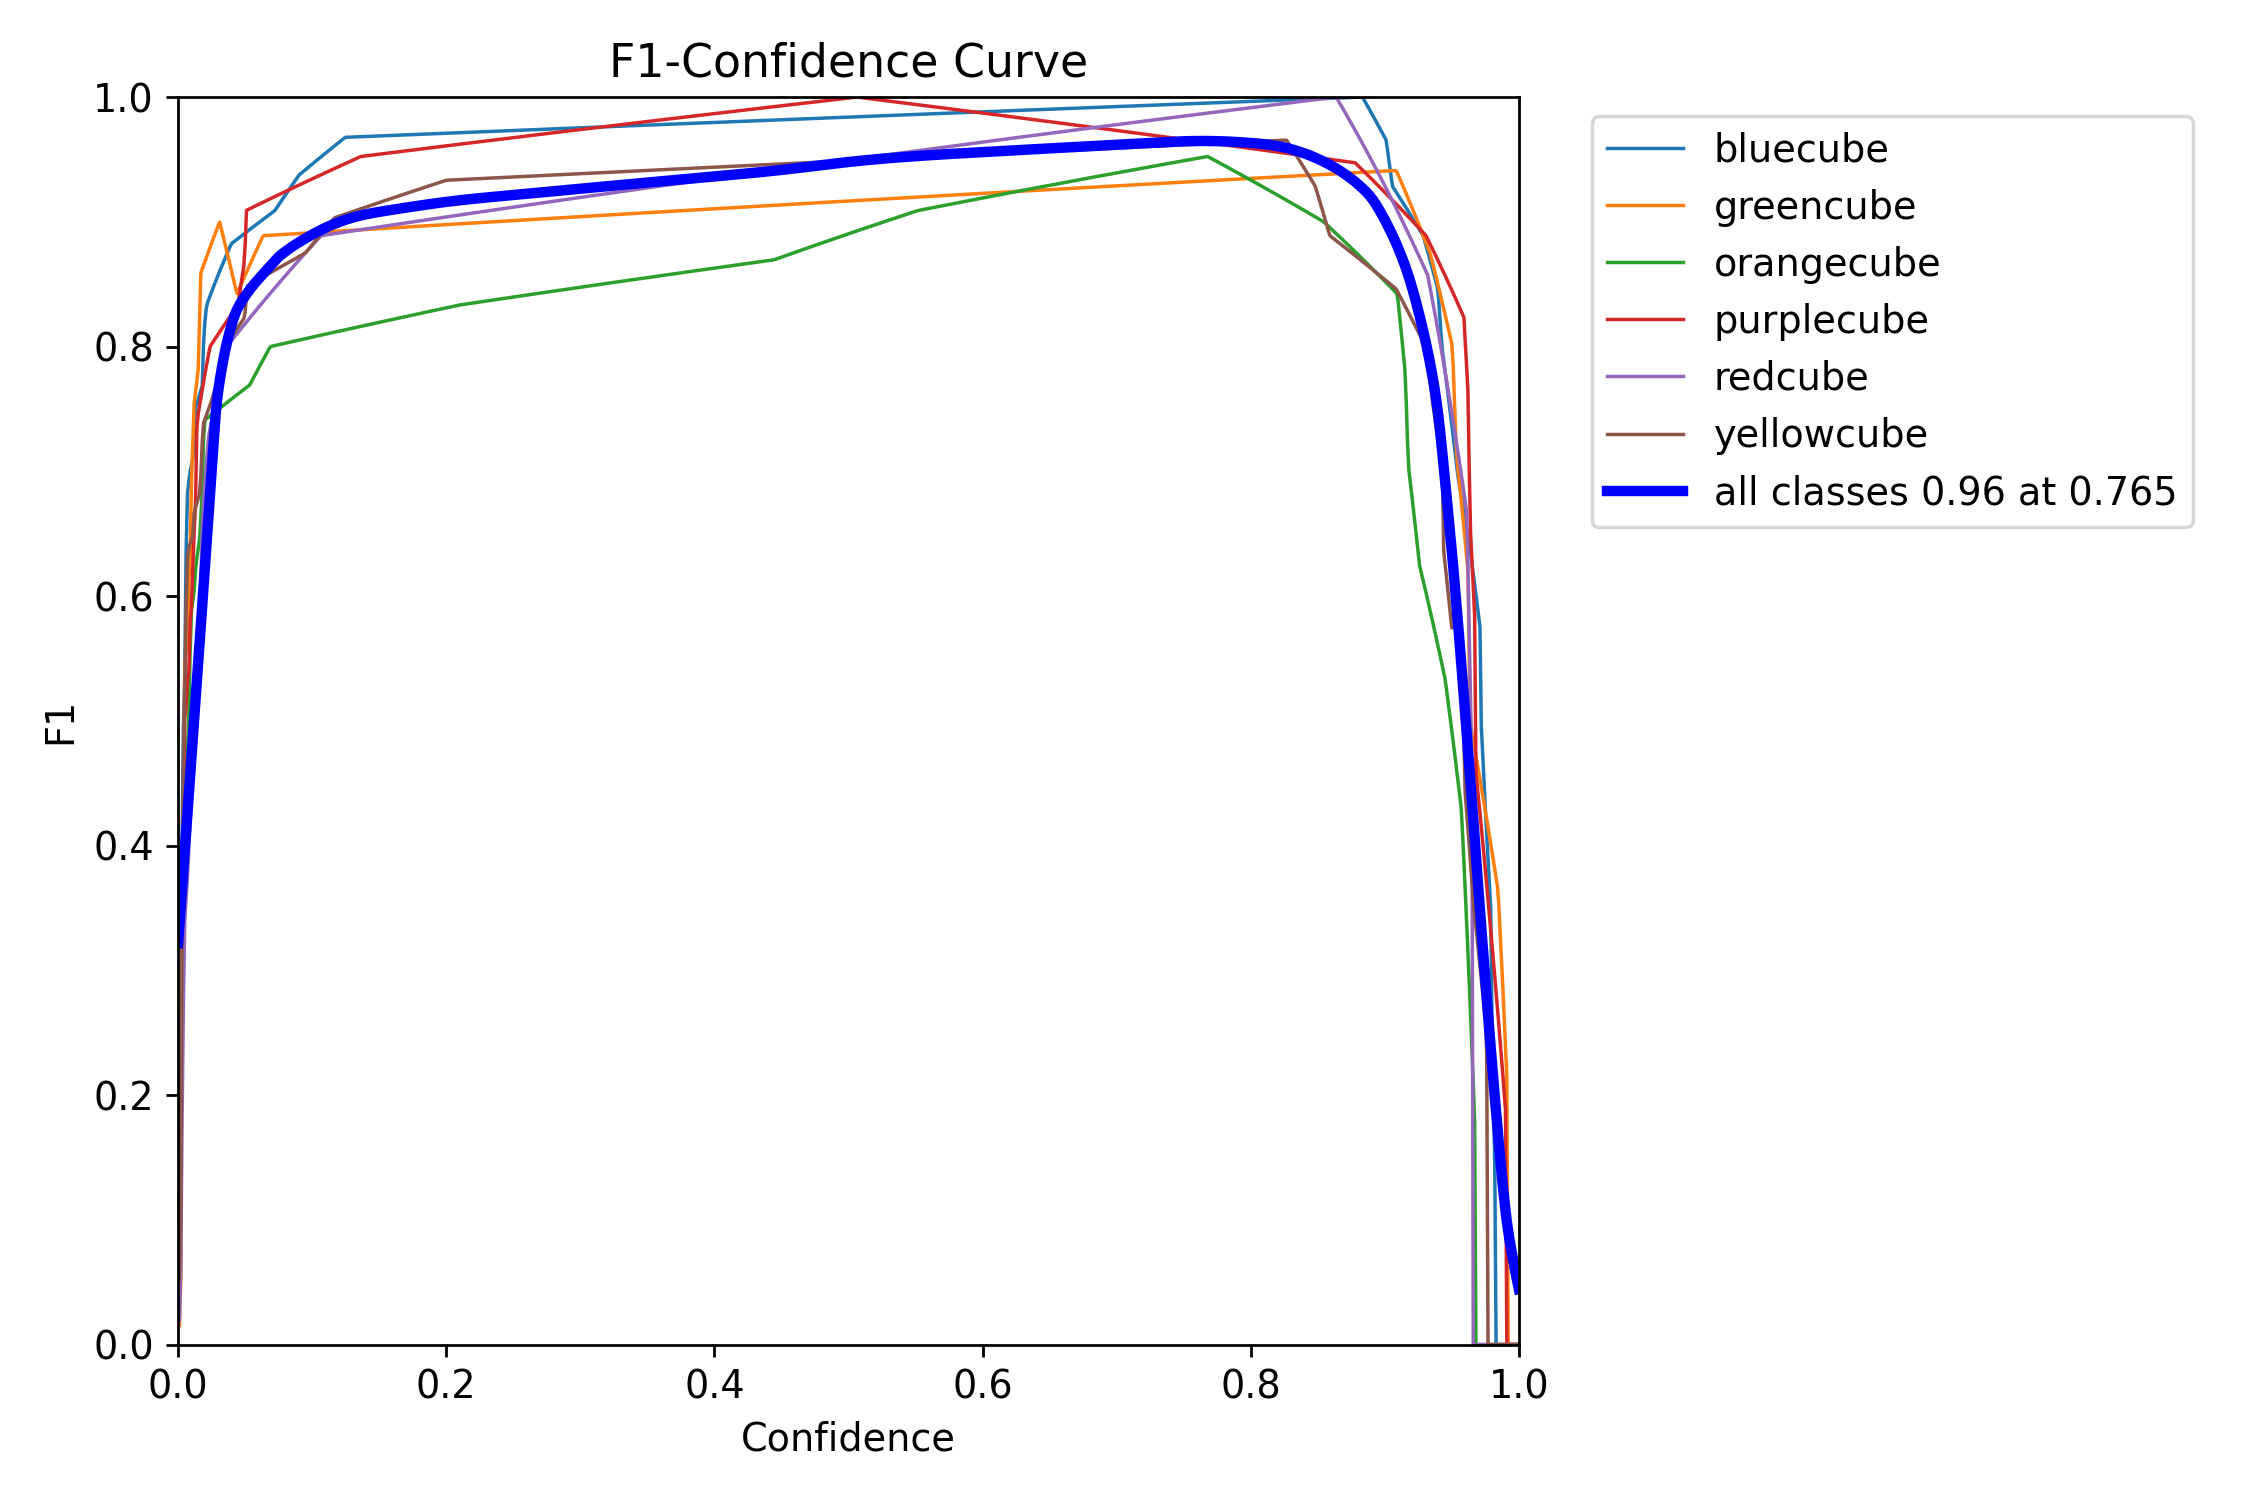 F1-Confidence Curve
1.0
0.8
0.6
0.4
0.2
0.0
F1
0.0 0.2 0.4 0.6 0.8 1.0
Confidence
bluecube
greencube
orangecube
purplecube
redcube
yellowcube
all classes 0.96 at 0.765